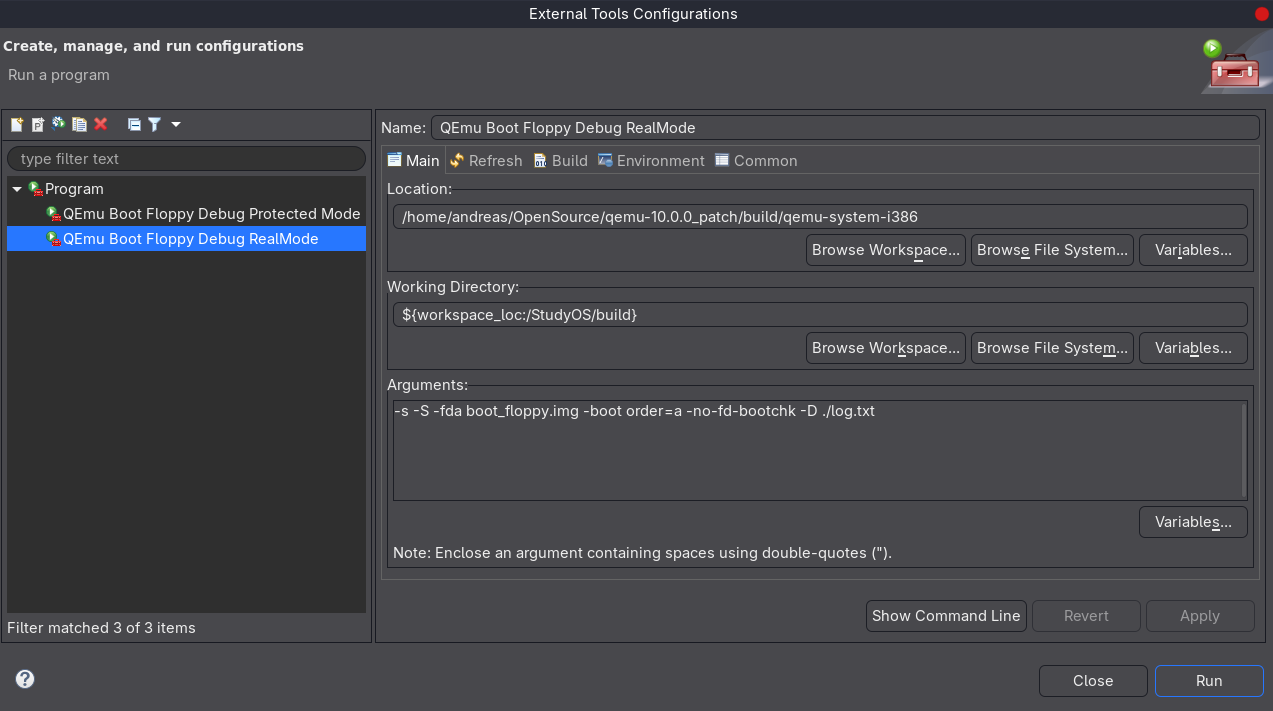 External Tools Configurations
Create, manage, and run configurations
Run a program
type filter text
Program
QEmu Boot Floppy Debug Protected Mode
QEmu Boot Floppy Debug RealMode
Filter matched 3 of 3 items
Name: QEmu Boot Floppy Debug RealMode
Main Refresh Build Environment Common
Location:
/home/andreas/OpenSource/qemu-10.0.0_patch/build/qemu-system-i386
Browse Workspace... Browse File System... Variables...
Working Directory:
${workspace_loc:/StudyOS/build}
Browse Workspace... Browse File System... Variables...
Arguments:
-s -S -fda boot_floppy.img -boot order=a -no-fd-bootchk -D ./log.txt
Variables...
Note: Enclose an argument containing spaces using double-quotes (").
Show Command Line Revert Apply
Close Run